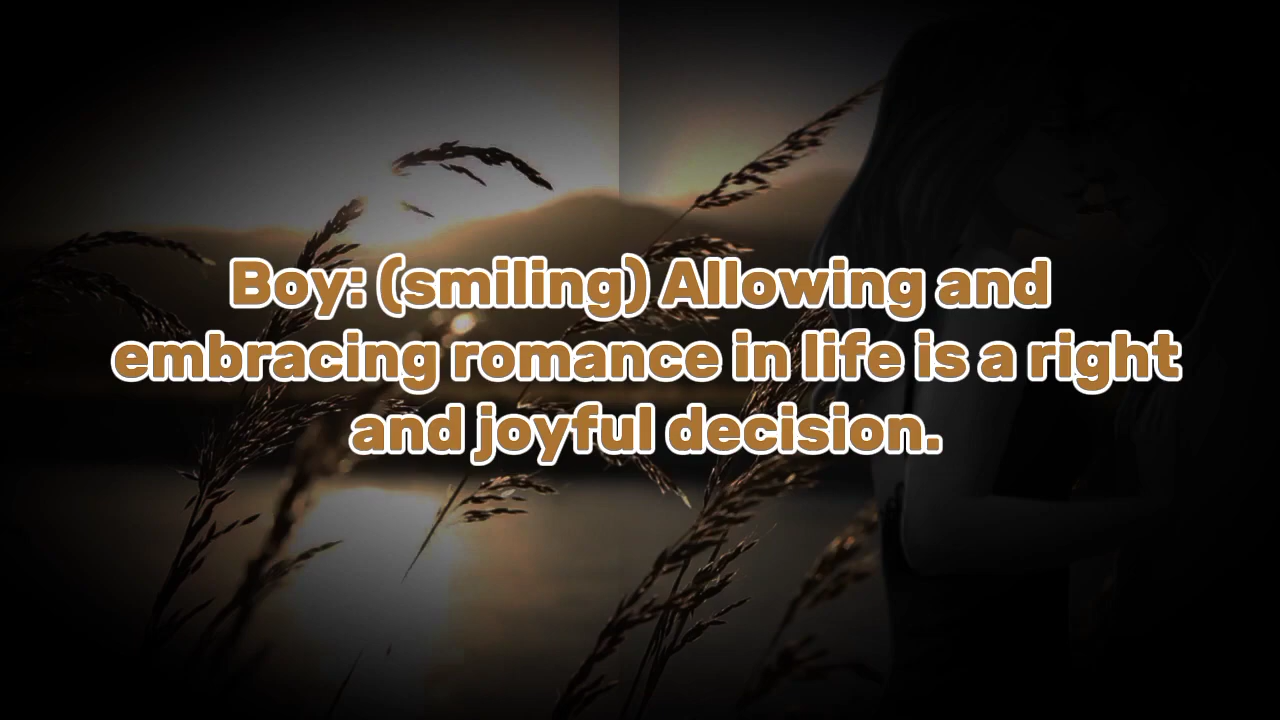 Boy: (smiling) Allowing and
embracing romance in life is a right
and joyful decision.